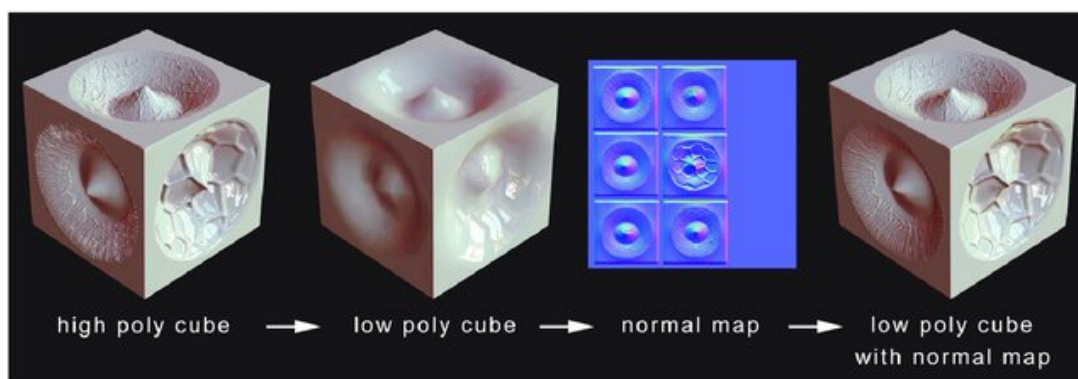 high poly cube
low poly cube
normal map
low poly cube
with normal map